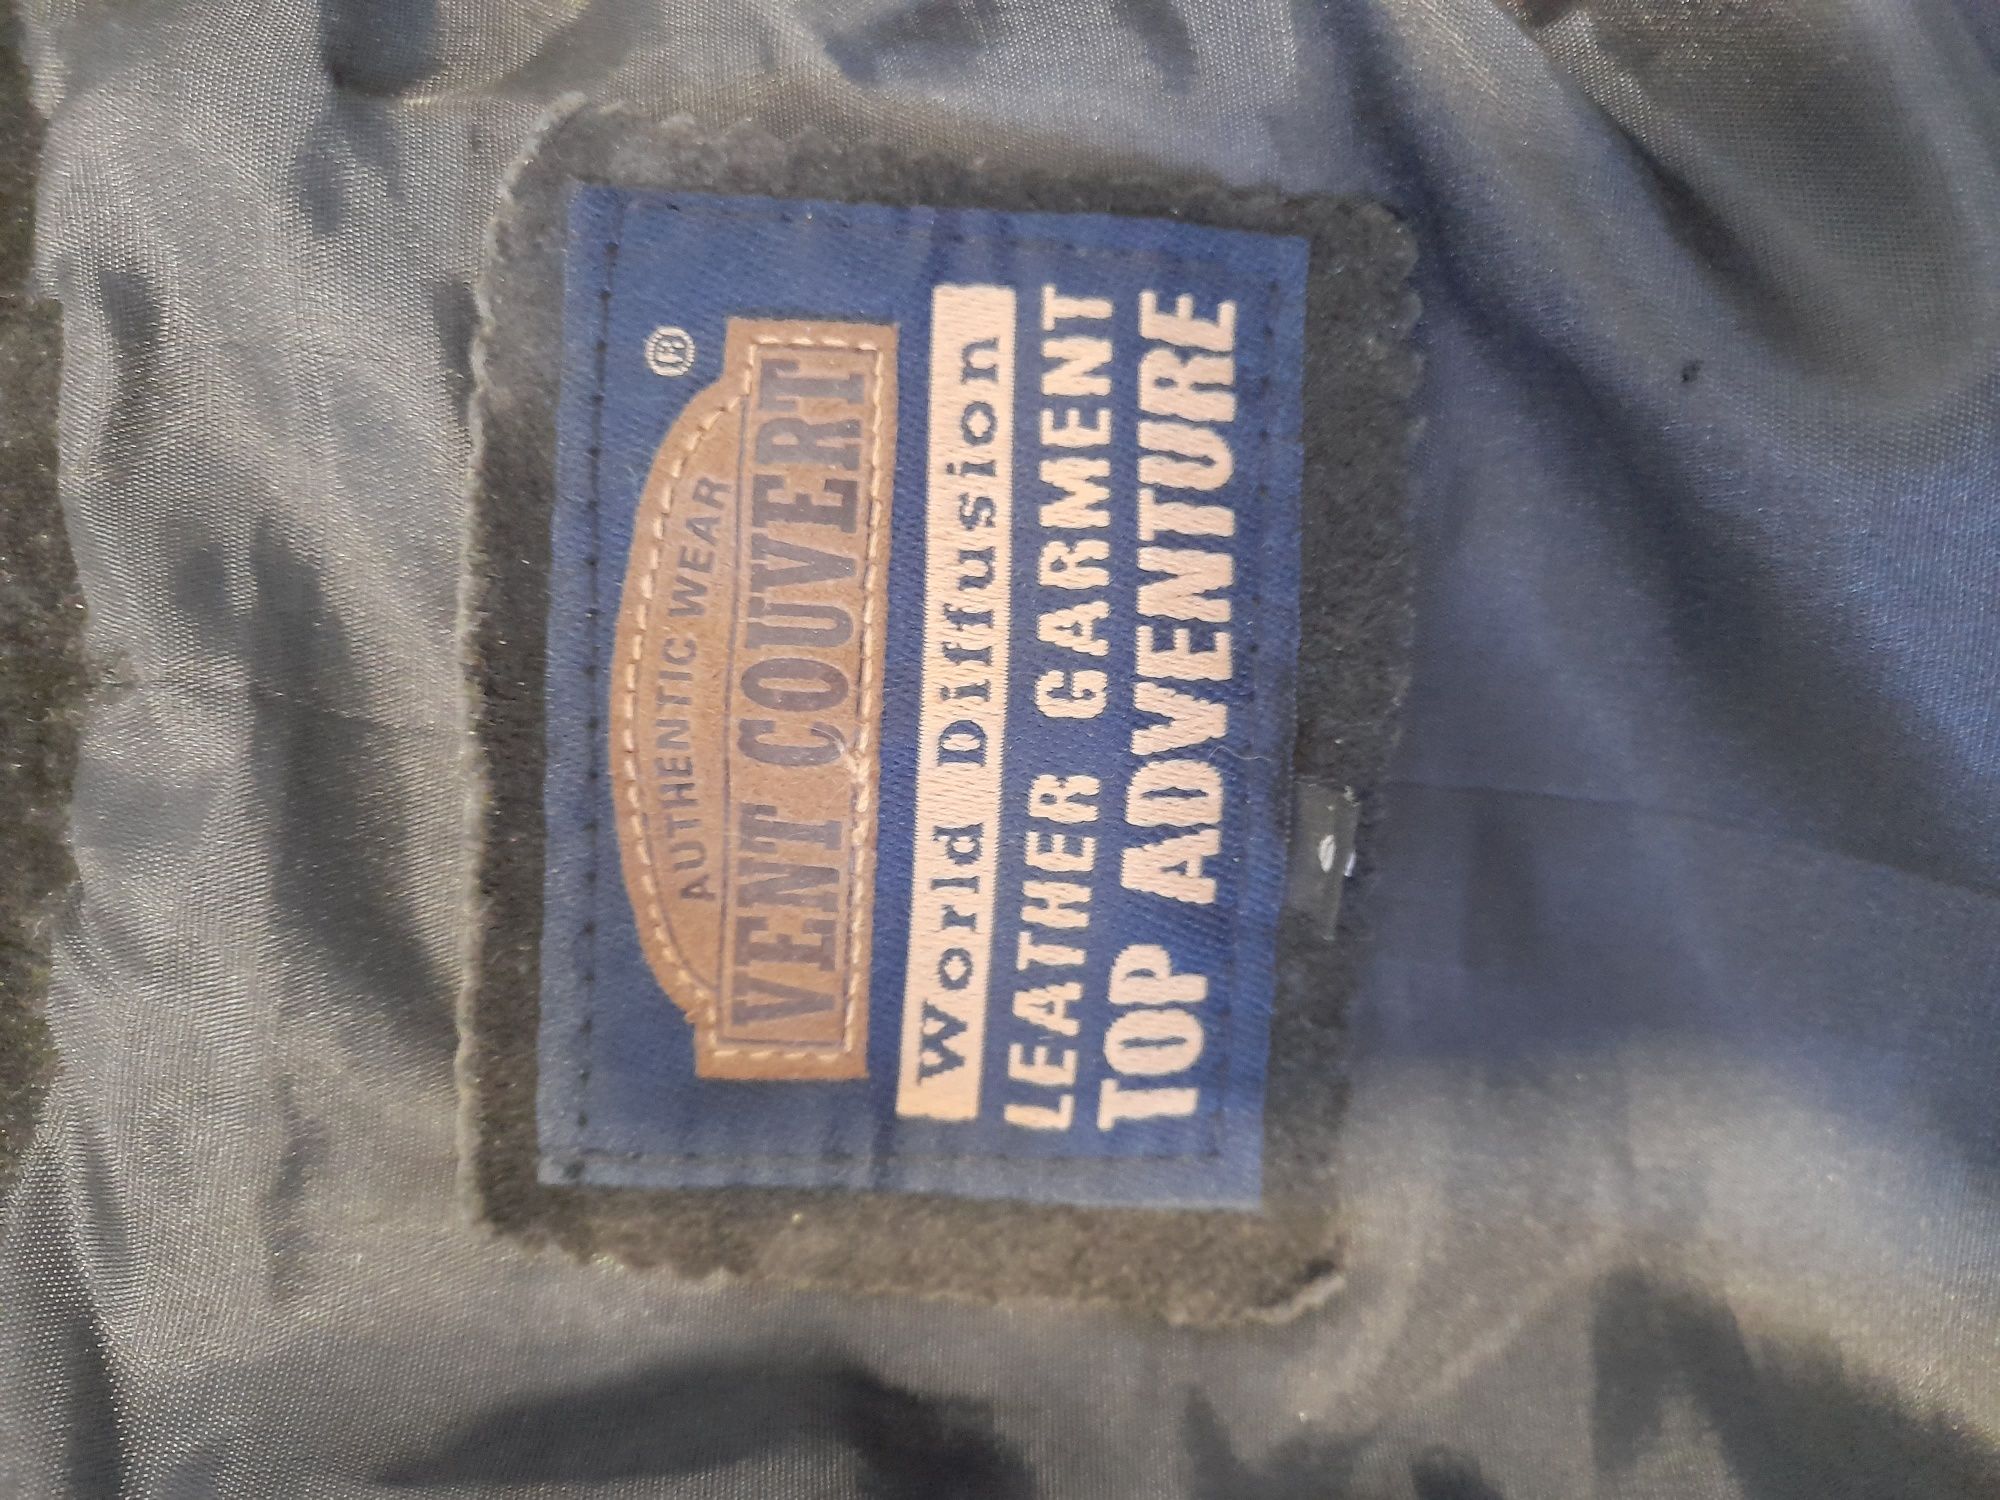 ®
AUTHENTIC WEAR
VENT COUVERT
World Diffusion
LEATHER GARMENT
TOP ADVENTURE